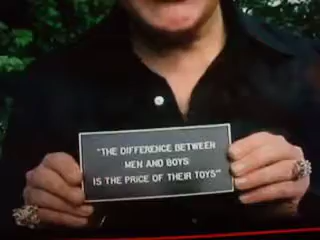 "THE DIFFERENCE BETWEEN
MEN AND BOYS
IS THE PRICE OF THEIR TOYS"